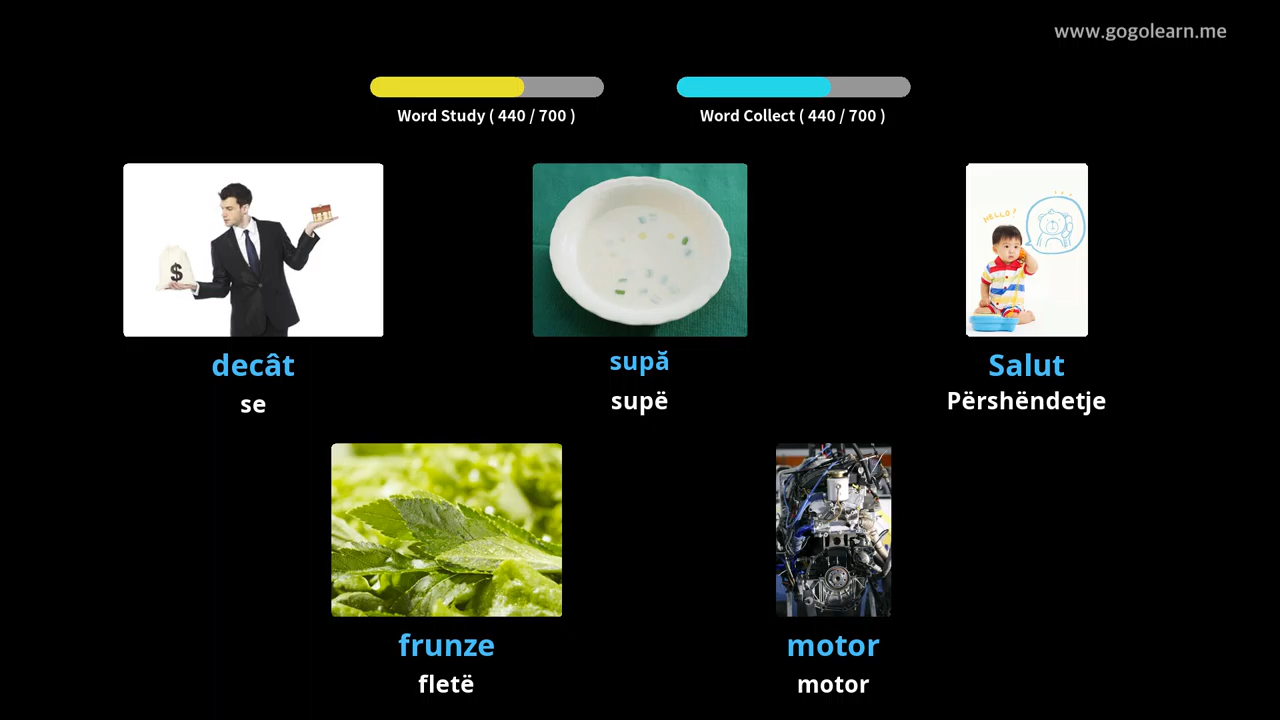 www.gogolearn.me
Word Study ( 440 / 700 )
Word Collect ( 440 / 700 )
$
HELLO?
decât
se
supă
supë
Salut
Përshëndetje
frunze
fletë
motor
motor